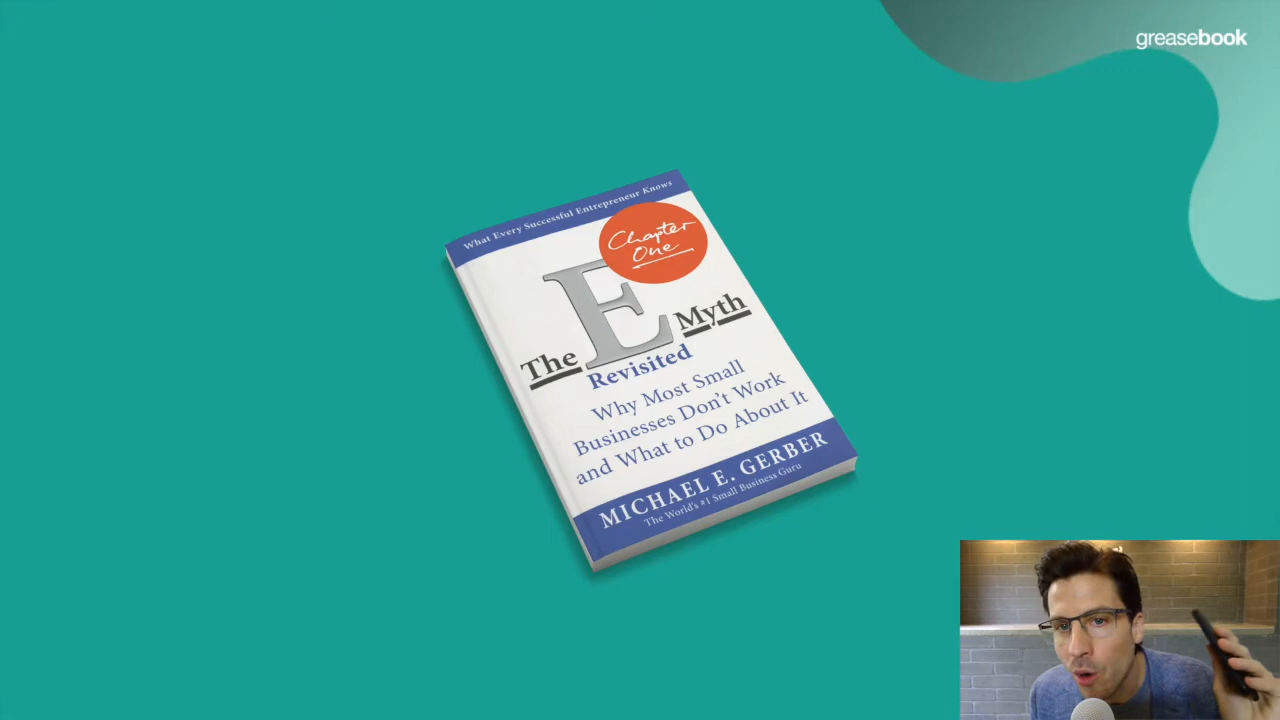 greasebook
What Every Successful Entrepreneur Knows
Chapter
One
The E Myth
Revisited
Why Most Small
Businesses Don't Work
and What to Do About It
MICHAEL E. GERBER
The World's #1 Small Business Guru